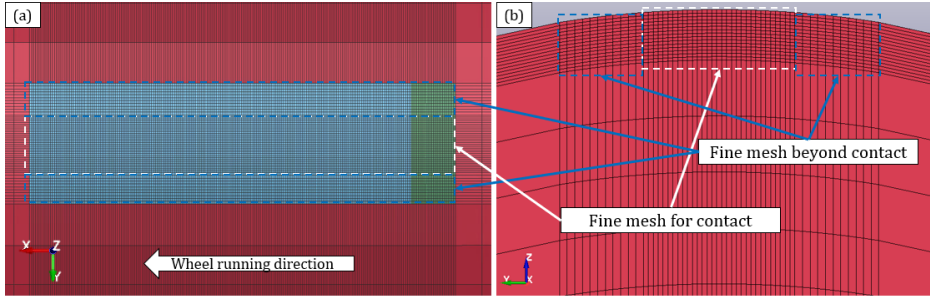 (a)
X
Z
Y
Wheel running direction
(b)
Fine mesh beyond contact
Fine mesh for contact
Z
Y
X